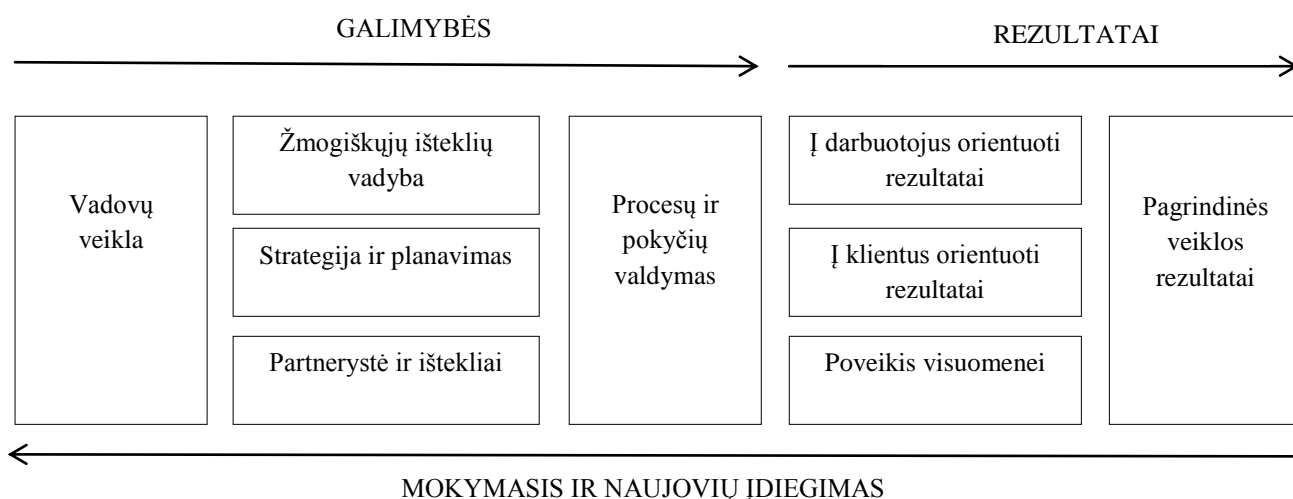 GALIMYBĖS
REZULTATAI
Vadovų
veikla
Žmogiškųjų išteklių
vadyba
Strategija ir planavimas
Partnerystė ir ištekliai
Procesų ir
pokyčių
valdymas
Į darbuotojus orientuoti
rezultatai
Į klientus orientuoti
rezultatai
Poveikis visuomenei
Pagrindinės
veiklos
rezultatai
MOKYMASIS IR NAUJOVIŲ ĮDIEGIMAS